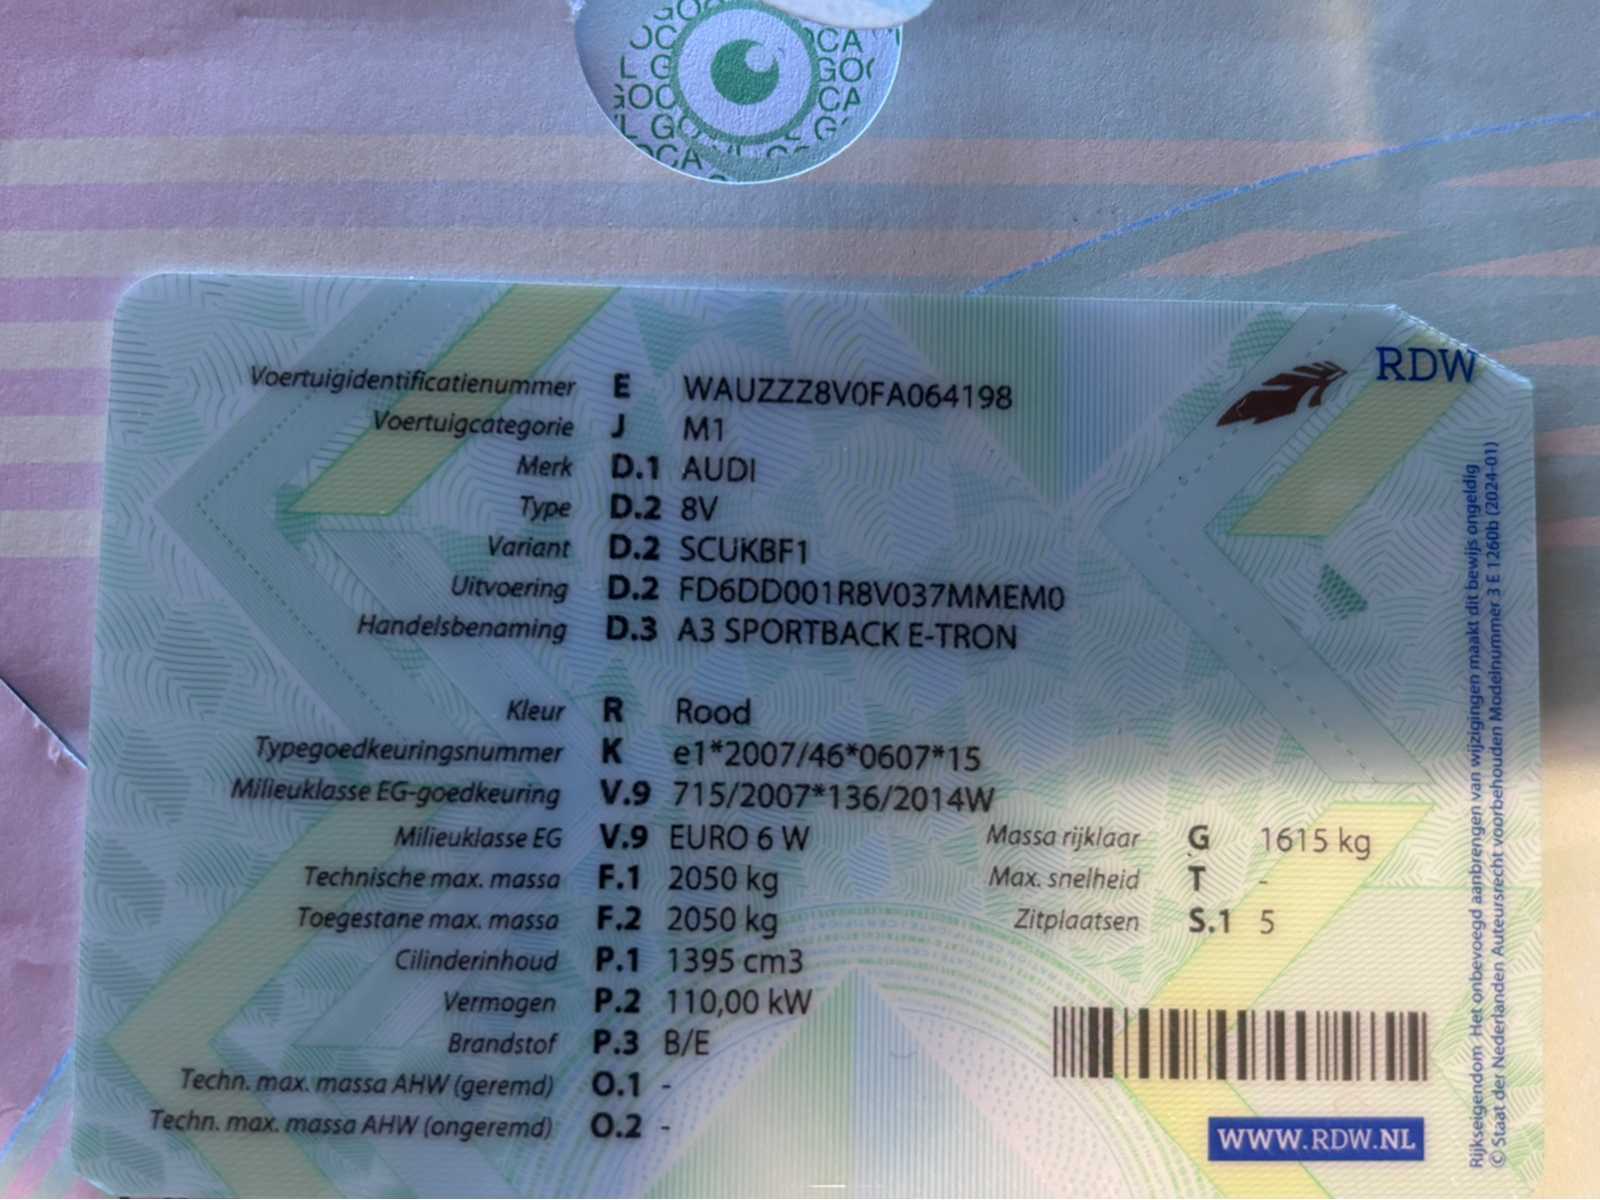 RDW
Voertuigidentificatienummer E WAUZZZ8V0FA064198
Voertuigcategorie J M1
Merk D.1 AUDI
Type D.2 8V
Variant D.2 SCUKBF1
Uitvoering D.2 FD6DD001R8V037MMEM0
Handelsbenaming D.3 A3 SPORTBACK E-TRON
Kleur R Rood
Typegoedkeuringsnummer K e1*2007/46*0607*15
Milieuklasse EG-goedkeuring V.9 715/2007*136/2014W
Milieuklasse EG V.9 EURO 6 W Massa rijklaar G 1615 kg
Technische max. massa F.1 2050 kg Max. snelheid T -
Toegestane max. massa F.2 2050 kg Zitplaatsen S.1 5
Cilinderinhoud P.1 1395 cm3
Vermogen P.2 110,00 kW
Brandstof P.3 B/E
Techn. max. massa AHW (geremd) O.1 -
Techn. max. massa AHW (ongeremd) O.2 -
WWW.RDW.NL
Rijkseigendom Het onbevoegd aanbrengen van wijzigingen maakt dit bewijs ongeldig
© Staat der Nederlanden Auteursrecht voorbehouden Modelnummer 3 E 1260b (2024-01)